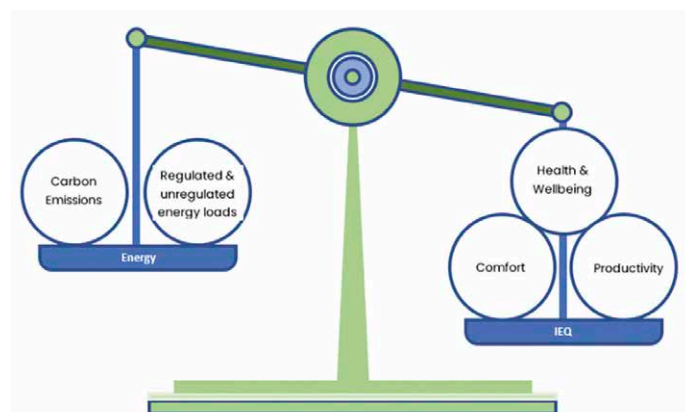 Carbon
Emissions
Regulated &
unregulated
energy loads
Energy
Health &
Wellbeing
Comfort
Productivity
IEQ